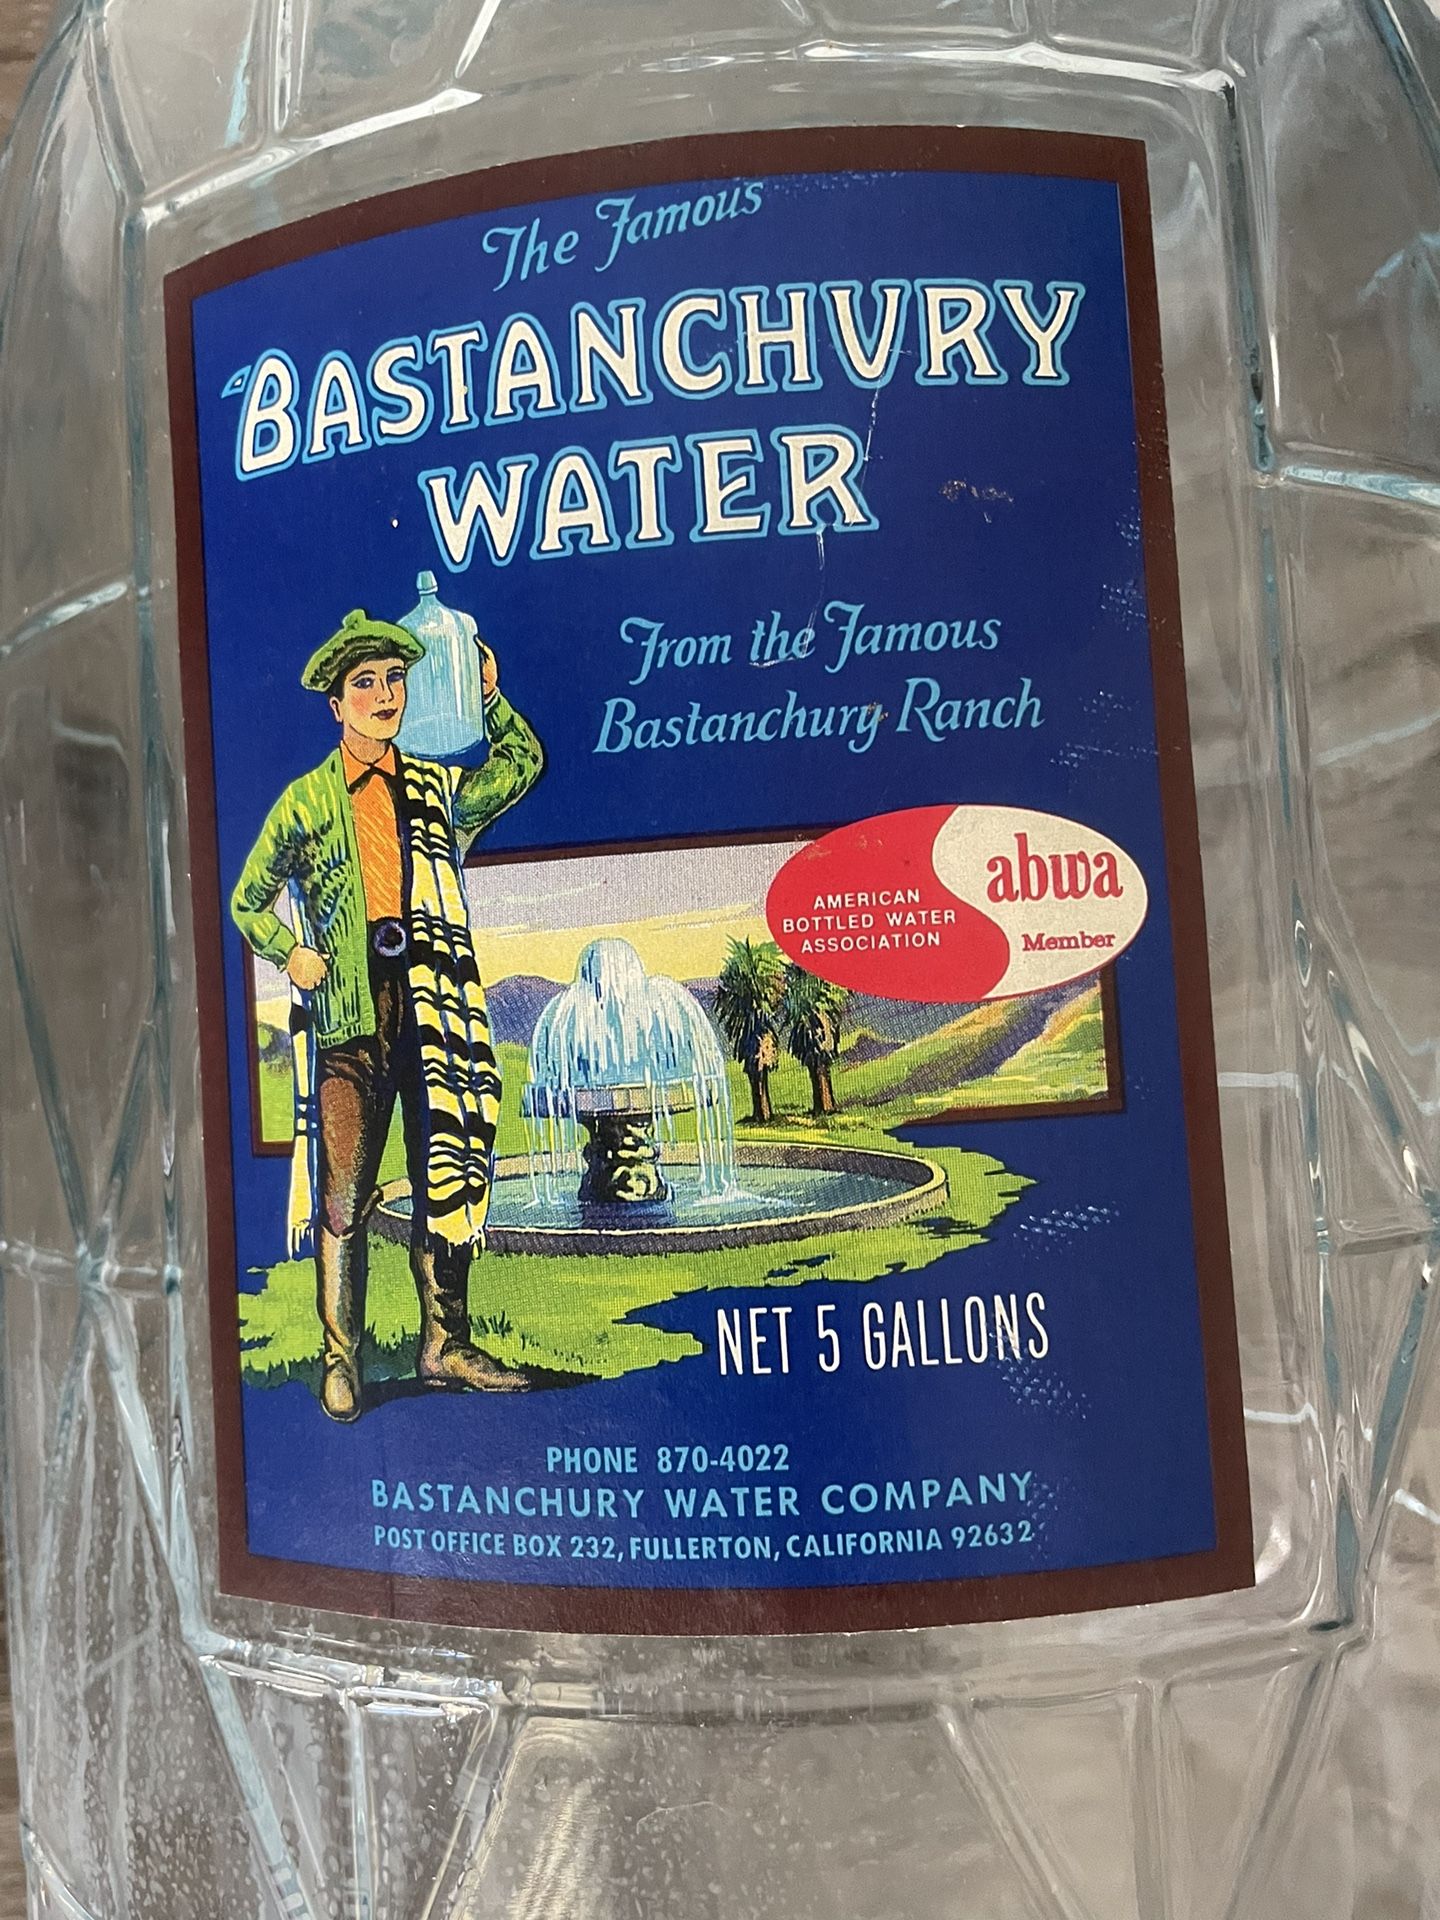 The Famous
BASTANCHURY
WATER
From the Famous
Bastanchury Ranch
AMERICAN
BOTTLED WATER
ASSOCIATION
abwa
Member
NET 5 GALLONS
PHONE 870-4022
BASTANCHURY WATER COMPANY
POST OFFICE BOX 232, FULLERTON, CALIFORNIA 92632